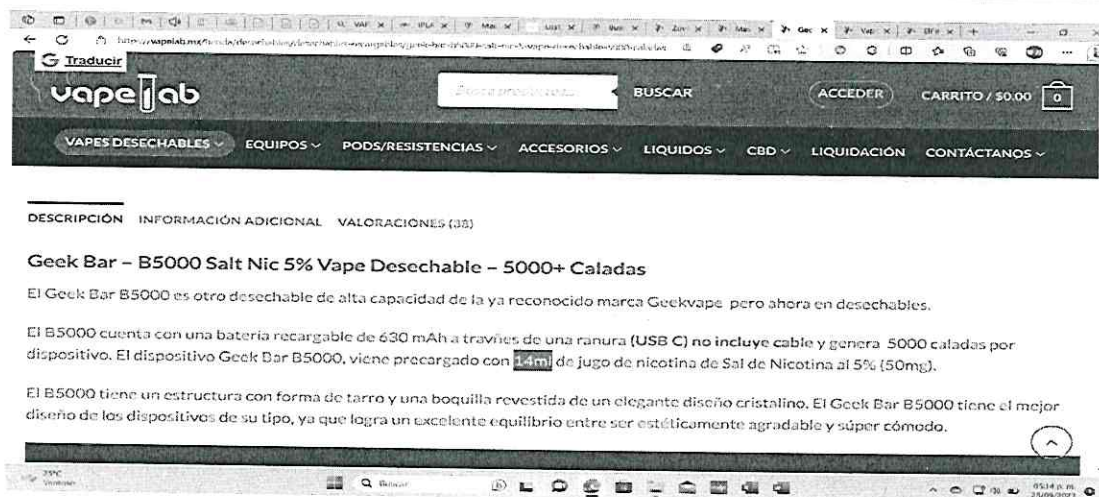 Traducir
vapelab
BUSCAR
ACCEDER
CARRITO / $0.00
0
VAPES DESECHABLES
EQUIPOS
PODS/RESISTENCIAS
ACCESORIOS
LIQUIDOS
CBD
LIQUIDACIÓN
CONTÁCTANOS
DESCRIPCIÓN INFORMACIÓN ADICIONAL VALORACIONES (38)
Geek Bar – B5000 Salt Nic 5% Vape Desechable – 5000+ Caladas
El Geek Bar B5000 es otro desechable de alta capacidad de la ya reconocido marca Geekvape pero ahora en desechables.
El B5000 cuenta con una bateria recargable de 630 mAh a travñes de una ranura (USB C) no incluye cable y genera 5000 caladas por
dispositivo. El dispositivo Geek Bar B5000, viene precargado con 14ml de jugo de nicotina de Sal de Nicotina al 5% (50mg).
El B5000 tiene un estructura con forma de tarro y una boquilla revestida de un elegante diseño cristalino. El Geek Bar B5000 tiene el mejor
diseño de los dispositivos de su tipo, ya que logra un excelente equilibrio entre ser estéticamente agradable y súper cómodo.
Buscar
05:14 p. m.